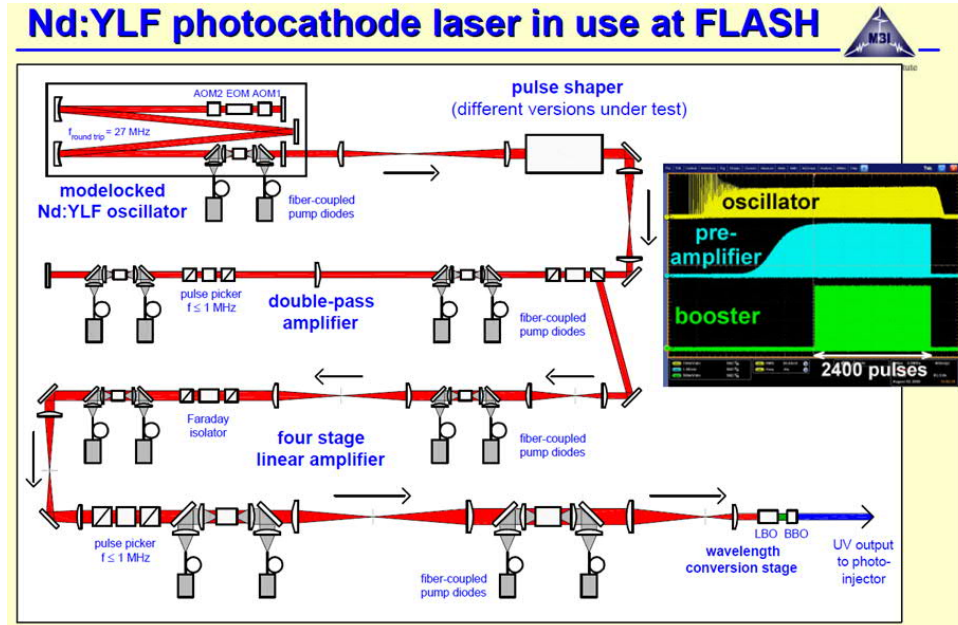 Nd:YLF photocathode laser in use at FLASH
M3I
AOM2 EOM AOM1
f round trip = 27 MHz
modelocked
Nd:YLF oscillator
fiber-coupled
pump diodes
pulse shaper
(different versions under test)
oscillator
pre-
amplifier
booster
2400 pulses
pulse picker
f ≤ 1 MHz
double-pass
amplifier
fiber-coupled
pump diodes
Faraday
isolator
four stage
linear amplifier
fiber-coupled
pump diodes
pulse picker
f ≤ 1 MHz
fiber-coupled
pump diodes
LBO BBO
wavelength
conversion stage
UV output
to photo-
injector